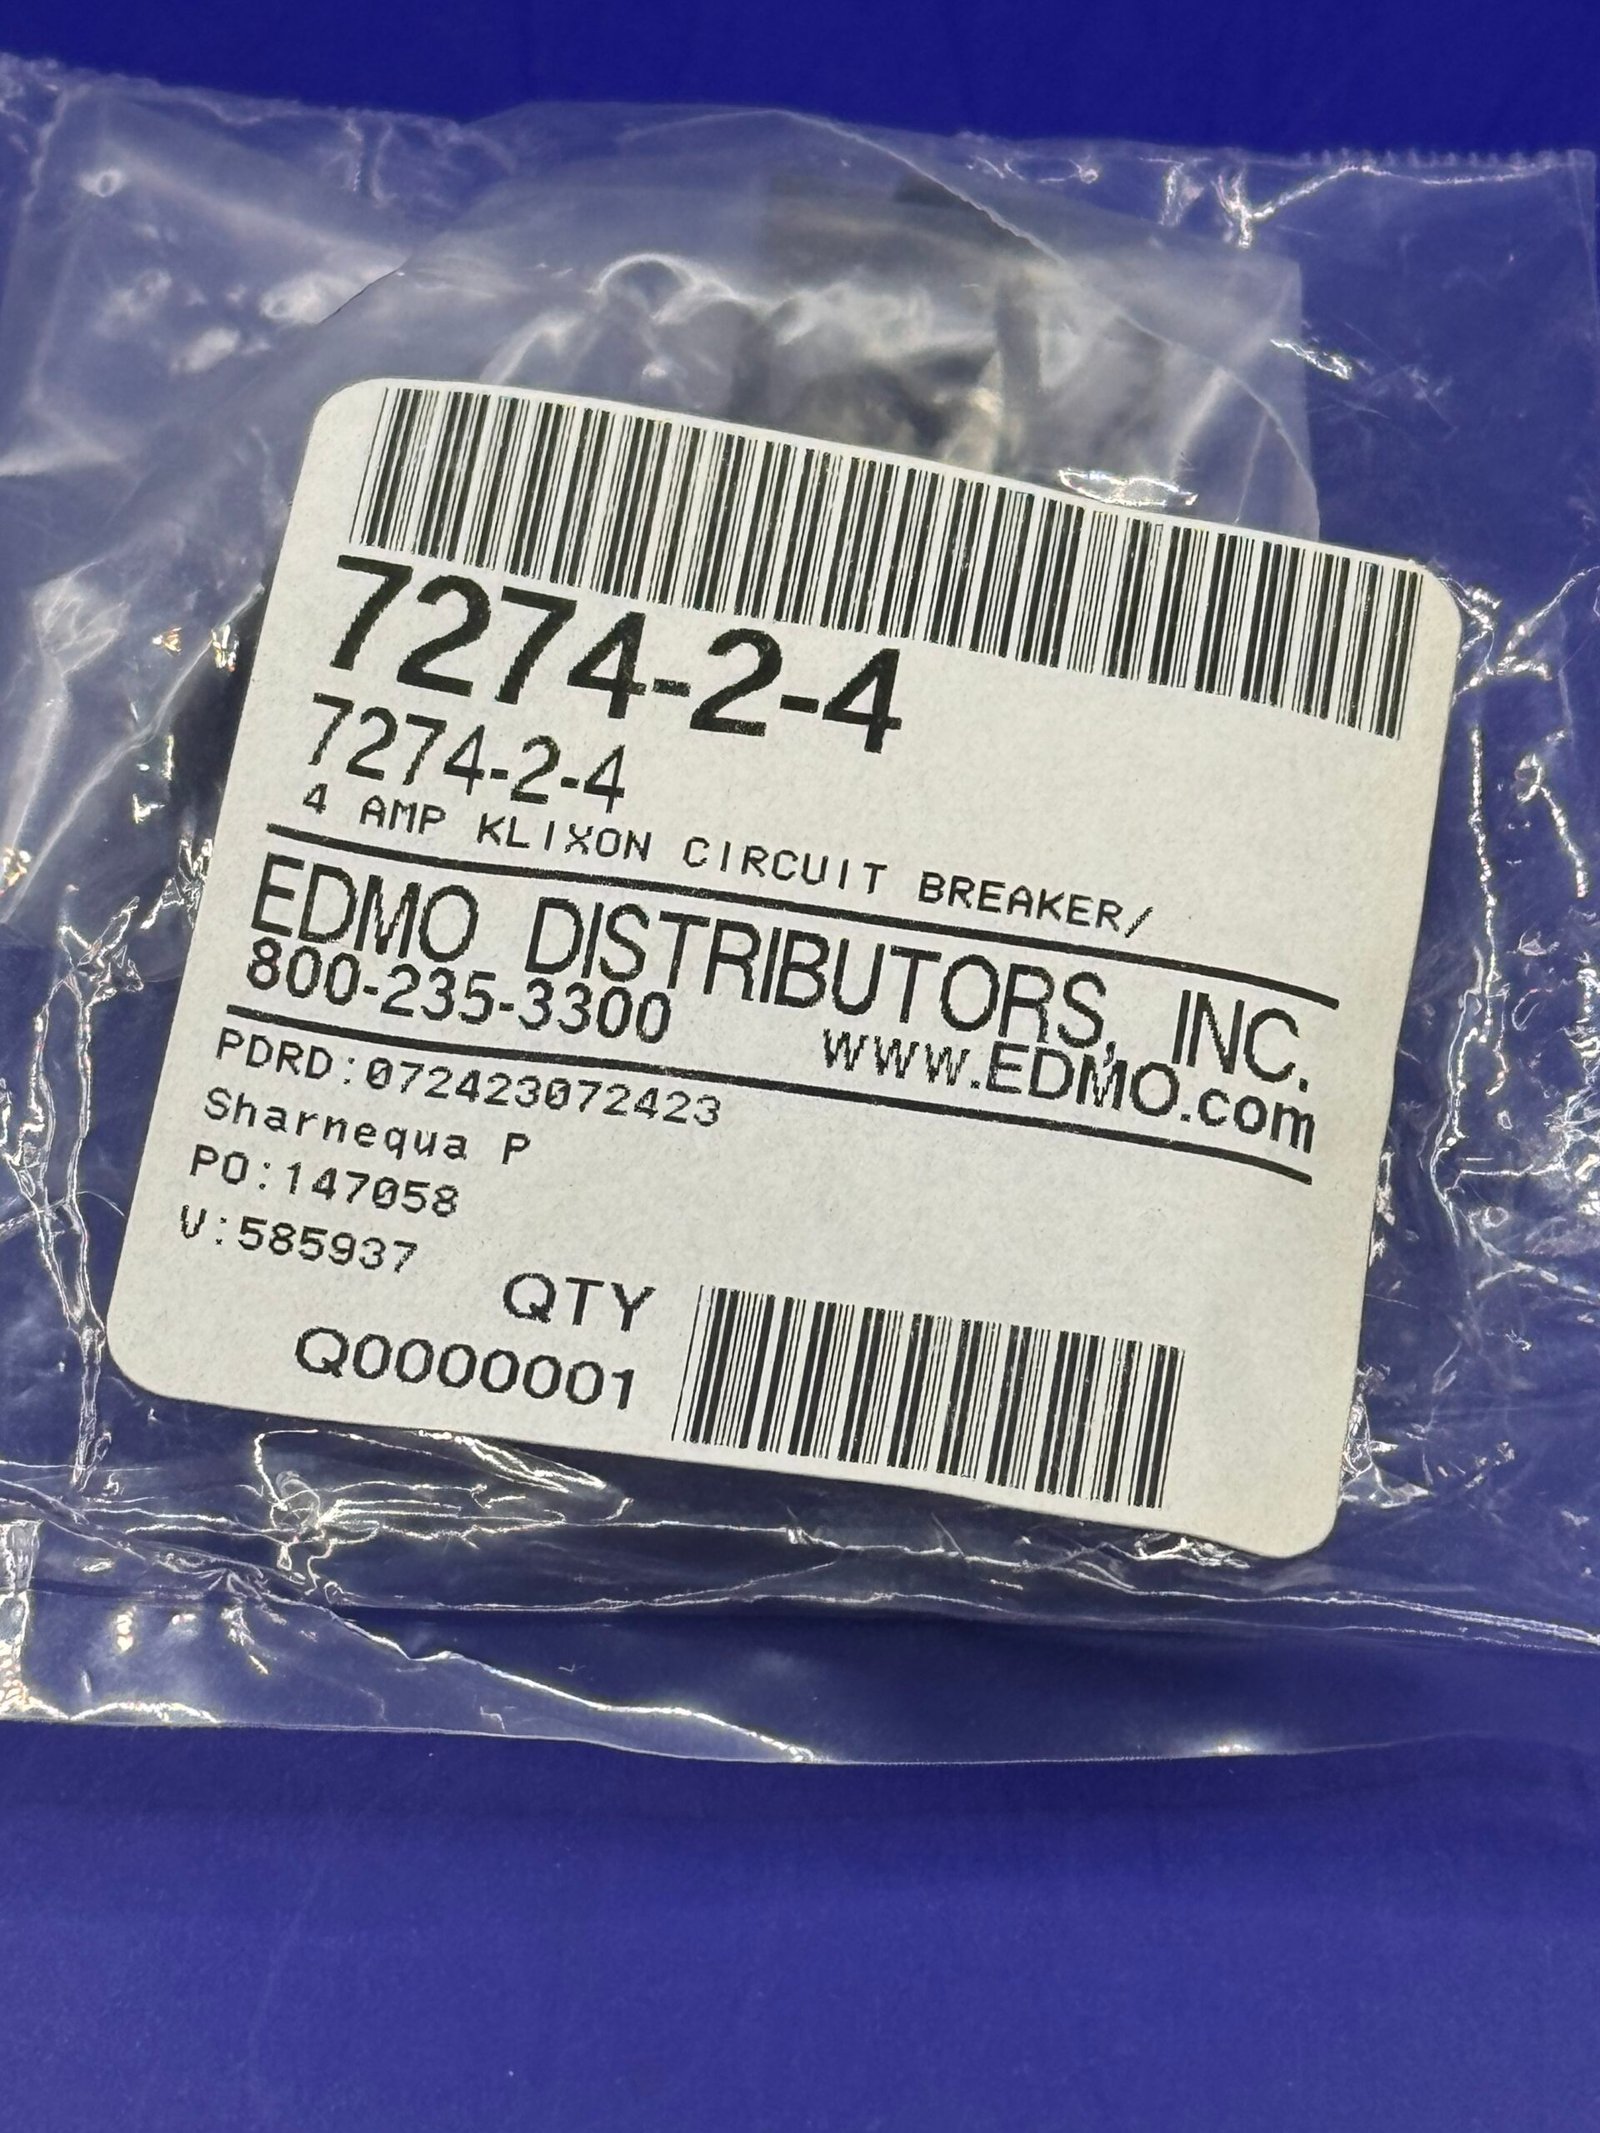 7274-2-4
7274-2-4
4 AMP KLIXON CIRCUIT BREAKER/
EDMO DISTRIBUTORS, INC.
800-235-3300 www.EDMO.com
PDRD:072423072423
Sharnequa P
PO:147058
V:585937
QTY
Q0000001